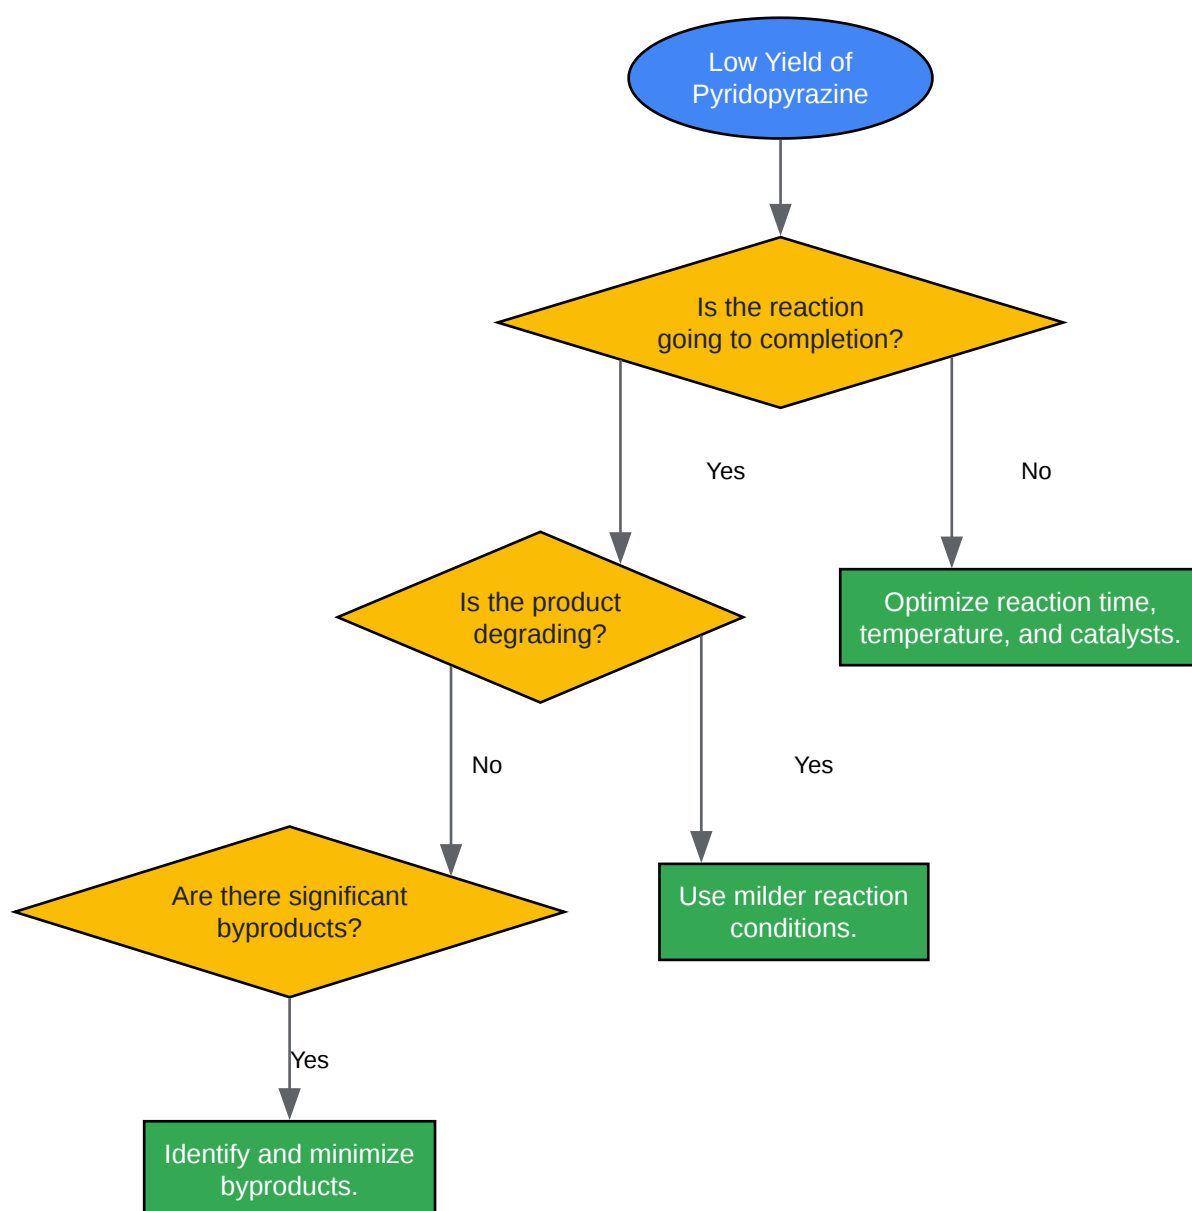 Low Yield of
Pyridopyrazine
Is the reaction
going to completion?
Yes
No
Is the product
degrading?
Optimize reaction time,
temperature, and catalysts.
No
Yes
Are there significant
byproducts?
Use milder reaction
conditions.
Yes
Identify and minimize
byproducts.